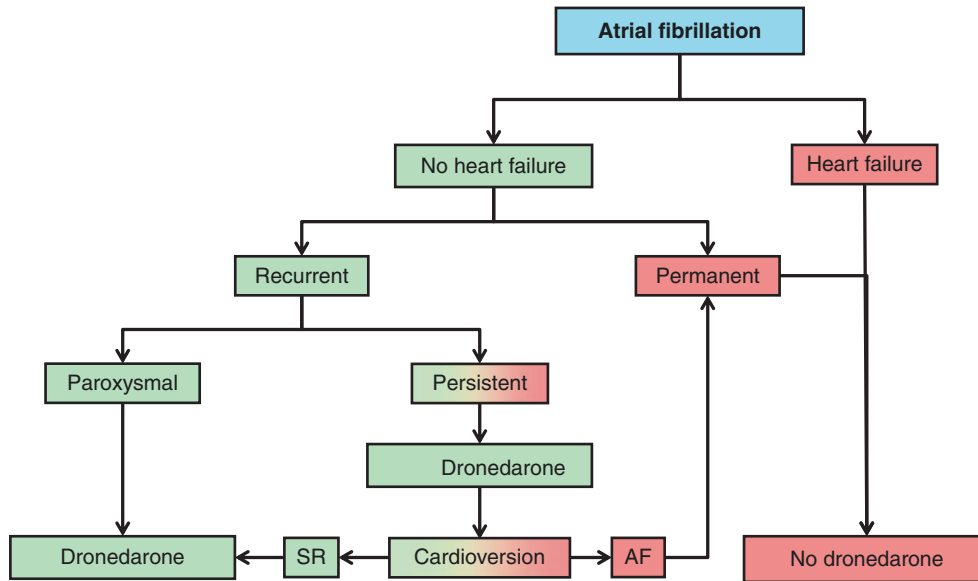 Atrial fibrillation
No heart failure
Heart failure
Recurrent
Permanent
Paroxysmal
Persistent
Dronedarone
Dronedarone
SR
Cardioversion
AF
No dronedarone